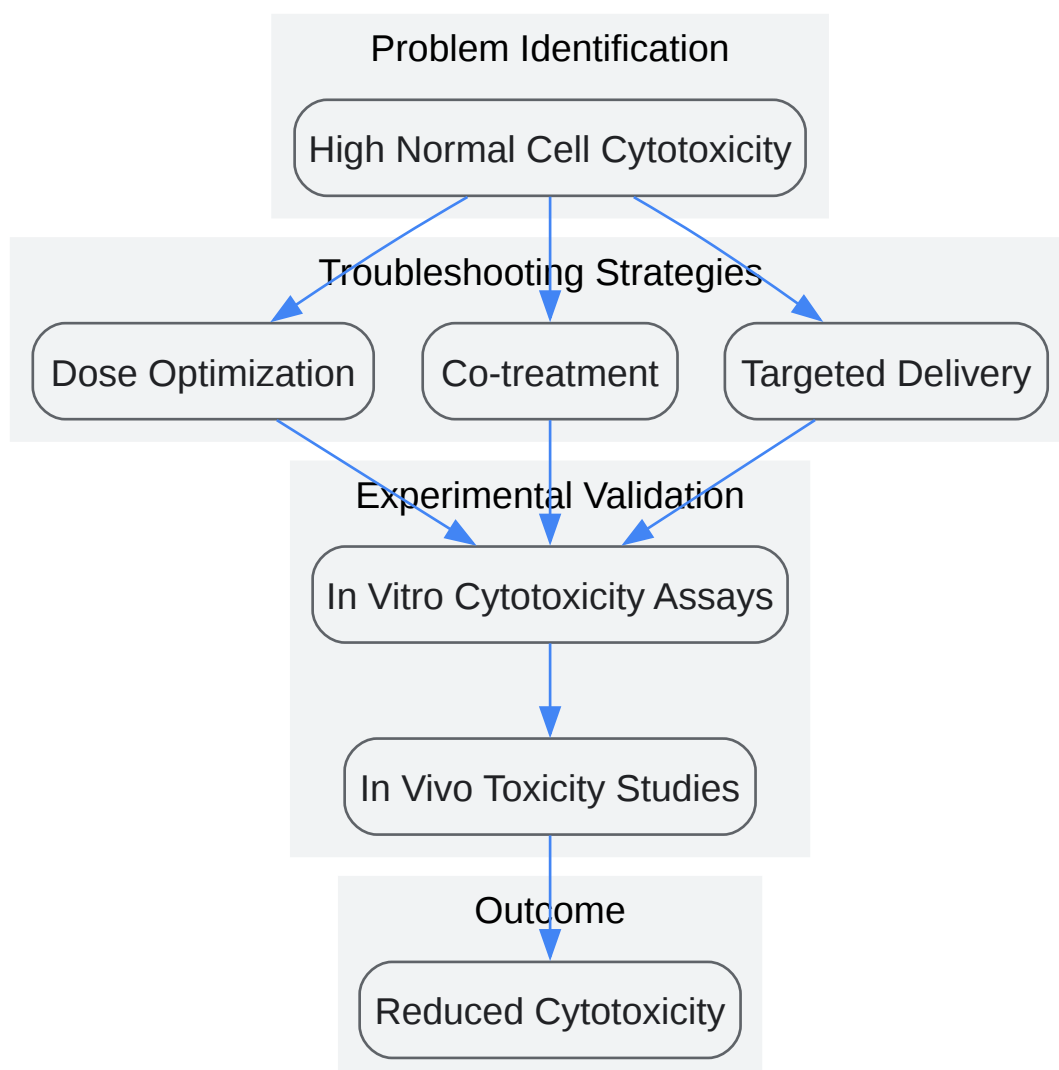 Problem Identification
High Normal Cell Cytotoxicity
Troubleshooting Strategies
Dose Optimization
Co-treatment
Targeted Delivery
Experimental Validation
In Vitro Cytotoxicity Assays
In Vivo Toxicity Studies
Outcome
Reduced Cytotoxicity